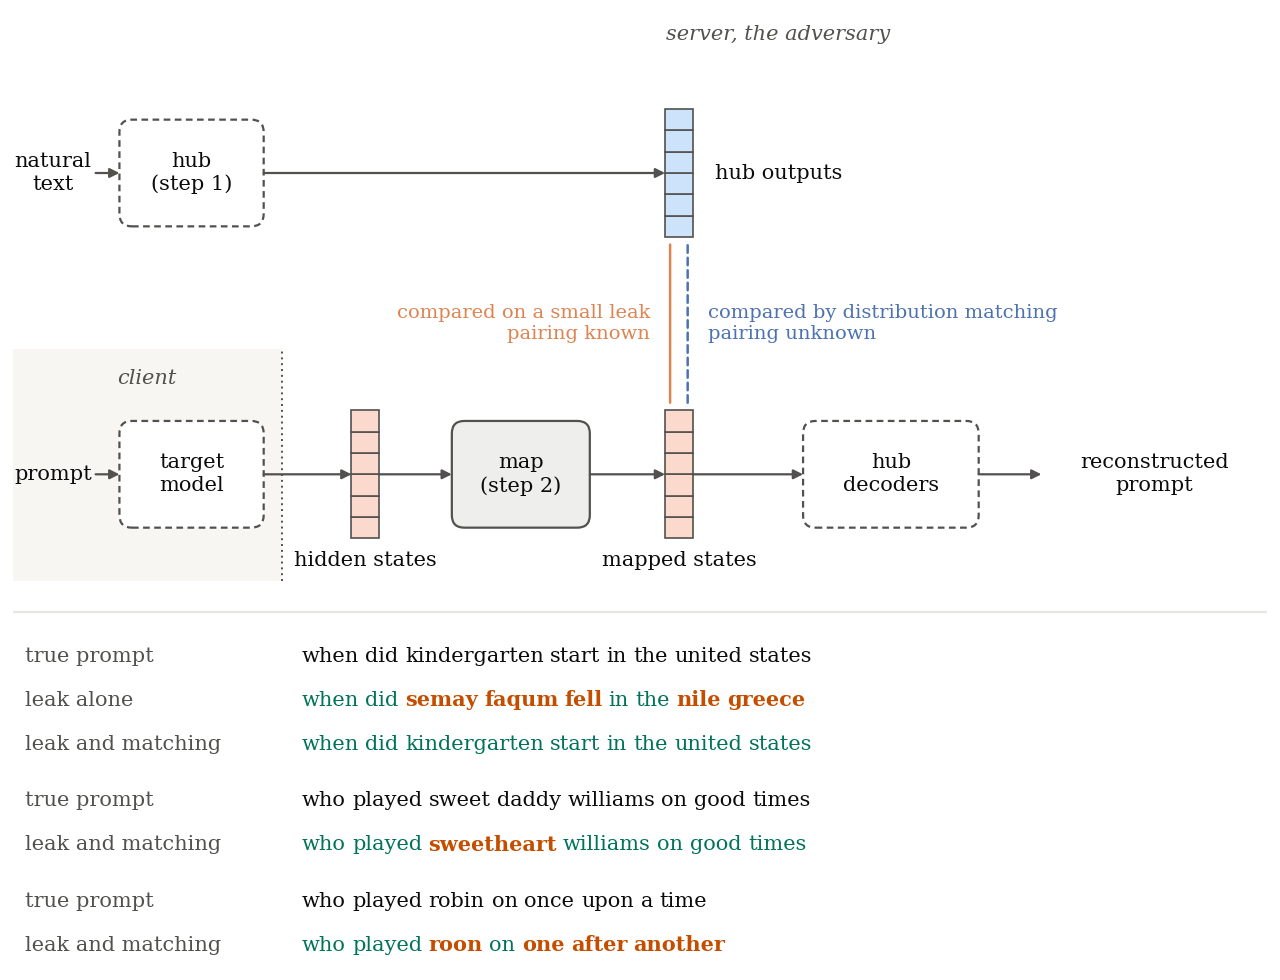 server, the adversary
natural
text
hub
(step 1)
hub outputs
compared on a small leak
pairing known
compared by distribution matching
pairing unknown
client
prompt
target
model
hidden states
map
(step 2)
mapped states
hub
decoders
reconstructed
prompt
true prompt when did kindergarten start in the united states
leak alone when did semay faqum fell in the nile greece
leak and matching when did kindergarten start in the united states
true prompt who played sweet daddy williams on good times
leak and matching who played sweetheart williams on good times
true prompt who played robin on once upon a time
leak and matching who played roon on one after another